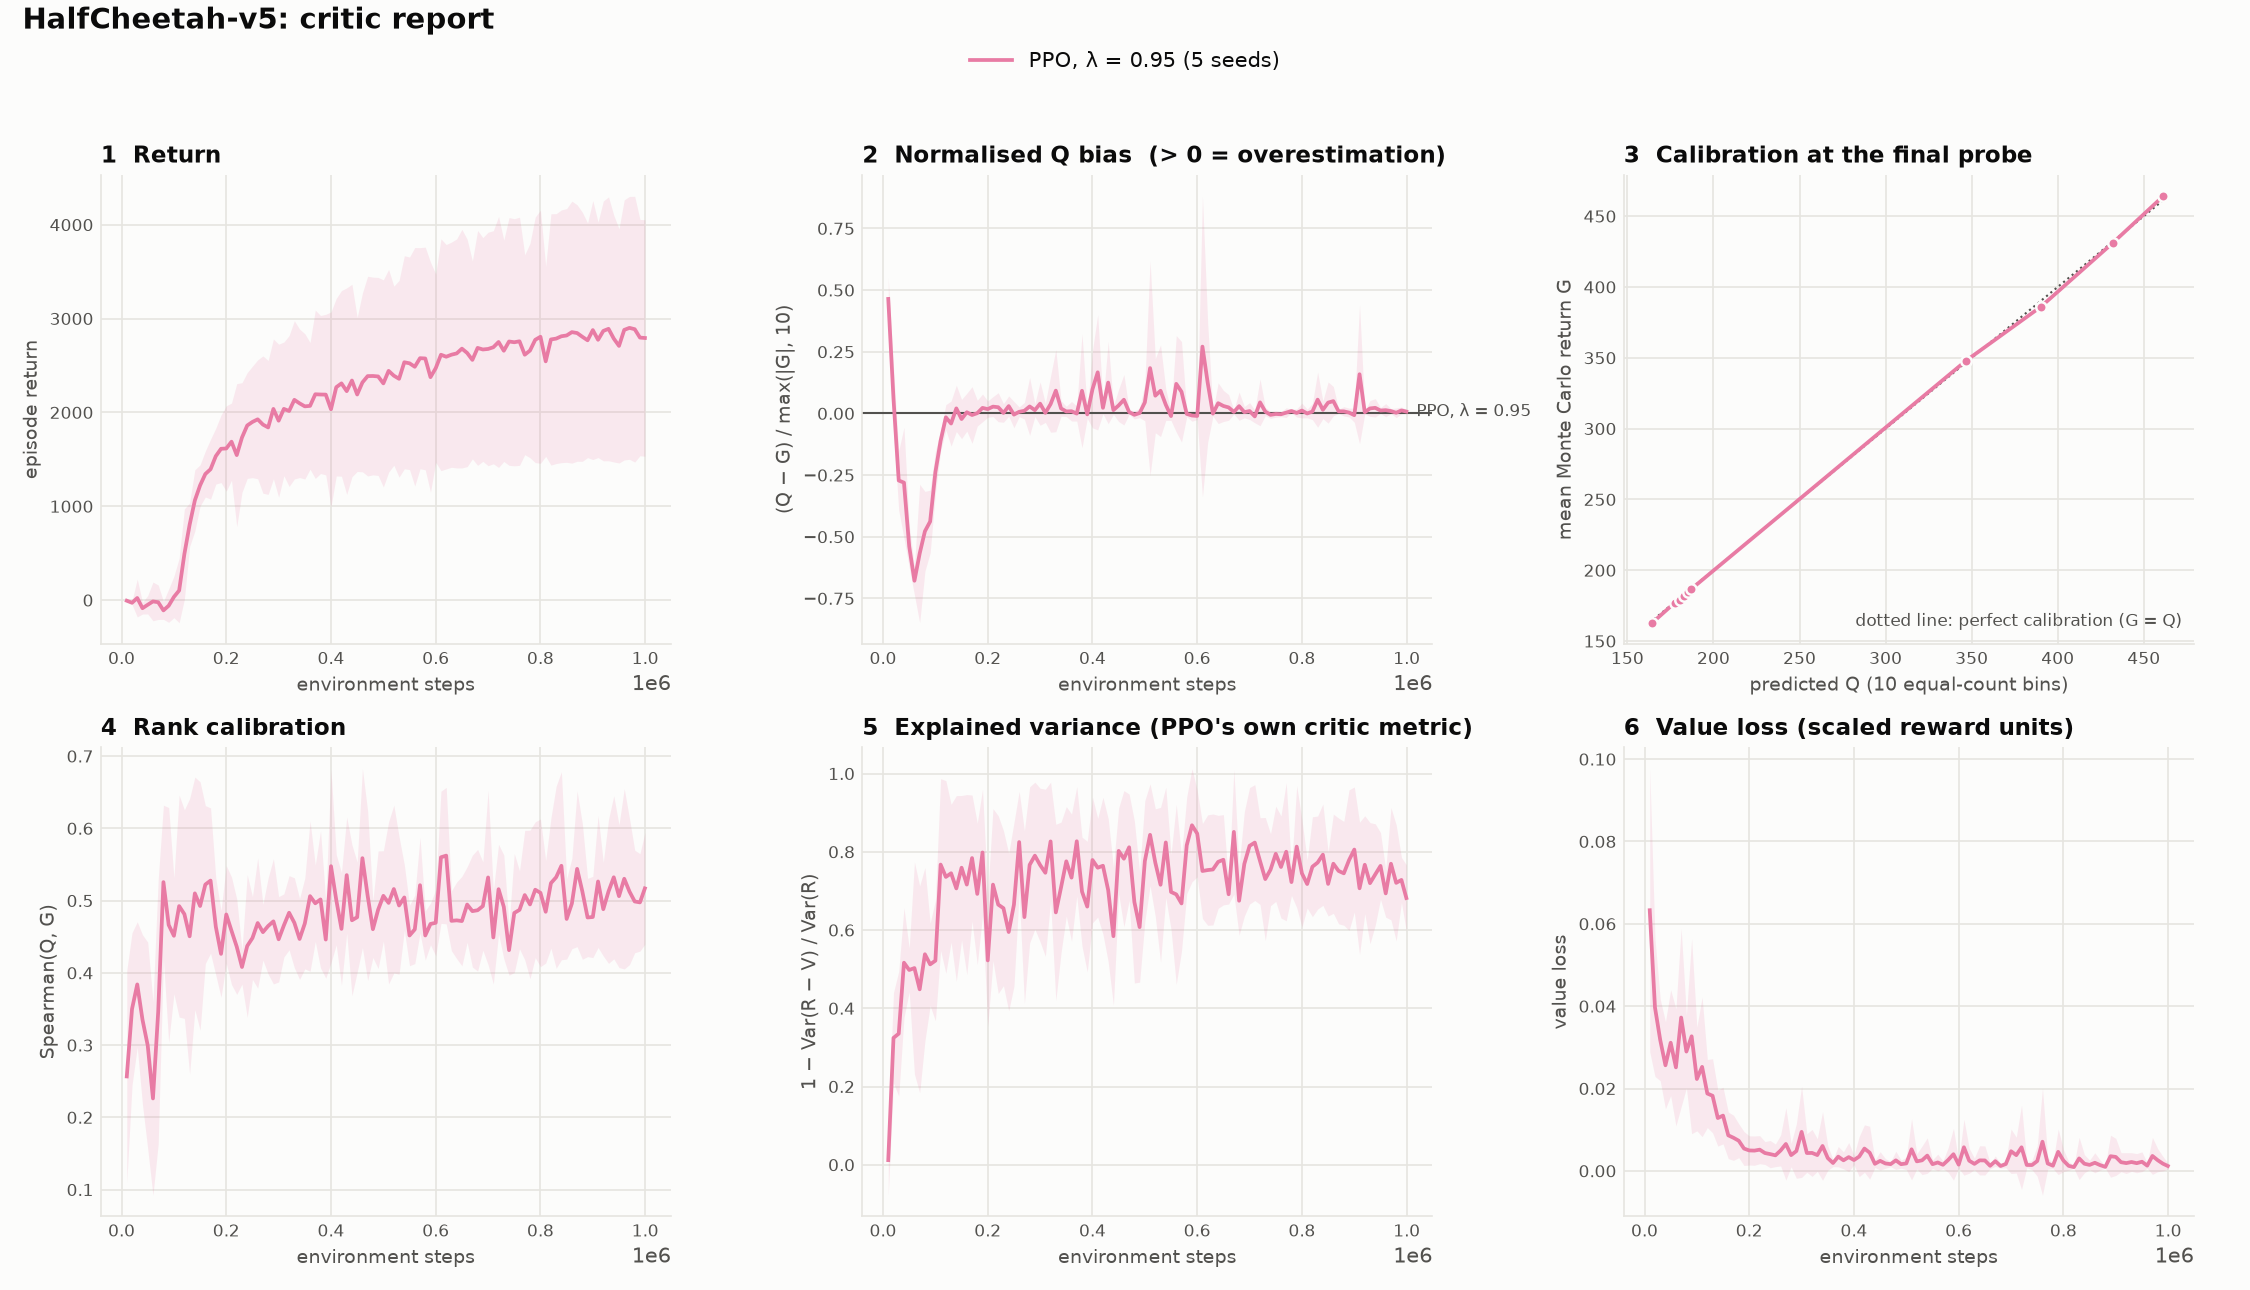 HalfCheetah-v5: critic report
PPO, λ = 0.95 (5 seeds)
1 Return
episode return
4000
3000
2000
1000
0
0.0 0.2 0.4 0.6 0.8 1.0
environment steps
1e6
2 Normalised Q bias (> 0 = overestimation)
(Q − G) / max(|G|, 10)
0.75
0.50
0.25
0.00
−0.25
−0.50
−0.75
PPO, λ = 0.95
0.0 0.2 0.4 0.6 0.8 1.0
environment steps
1e6
3 Calibration at the final probe
mean Monte Carlo return G
450
400
350
300
250
200
150
dotted line: perfect calibration (G = Q)
150 200 250 300 350 400 450
predicted Q (10 equal-count bins)
4 Rank calibration
Spearman(Q, G)
0.7
0.6
0.5
0.4
0.3
0.2
0.1
0.0 0.2 0.4 0.6 0.8 1.0
environment steps
1e6
5 Explained variance (PPO's own critic metric)
1 − Var(R − V) / Var(R)
1.0
0.8
0.6
0.4
0.2
0.0
0.0 0.2 0.4 0.6 0.8 1.0
environment steps
1e6
6 Value loss (scaled reward units)
value loss
0.10
0.08
0.06
0.04
0.02
0.00
0.0 0.2 0.4 0.6 0.8 1.0
environment steps
1e6